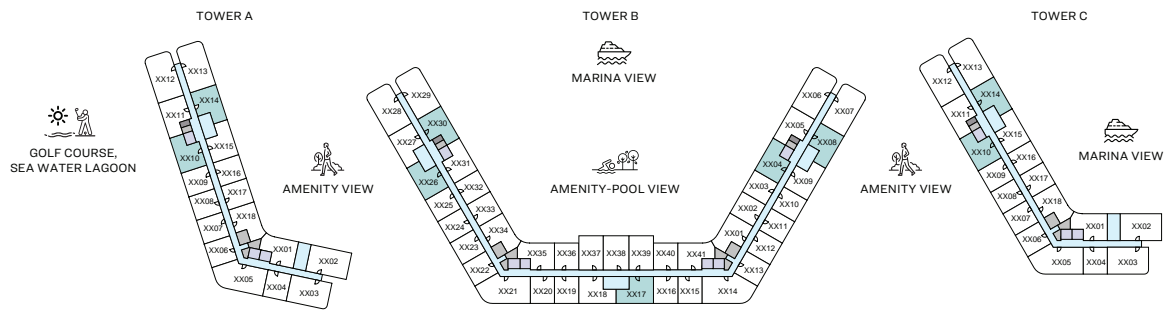 TOWER A
TOWER B
TOWER C
MARINA VIEW
GOLF COURSE,
SEA WATER LAGOON
AMENITY VIEW
AMENITY-POOL VIEW
AMENITY VIEW
MARINA VIEW
XX12
XX13
XX11
XX14
XX10
XX15
XX09
XX16
XX08
XX17
XX07
XX18
XX06
XX01
XX02
XX05
XX04
XX03
XX29
XX28
XX30
XX27
XX31
XX26
XX32
XX25
XX33
XX24
XX34
XX23
XX22
XX35
XX36
XX37
XX38
XX39
XX40
XX41
XX21
XX20
XX19
XX18
XX17
XX16
XX15
XX14
XX06
XX07
XX05
XX08
XX04
XX09
XX03
XX10
XX02
XX11
XX01
XX12
XX13
XX13
XX12
XX14
XX11
XX15
XX10
XX16
XX09
XX17
XX08
XX18
XX07
XX06
XX01
XX02
XX05
XX04
XX03